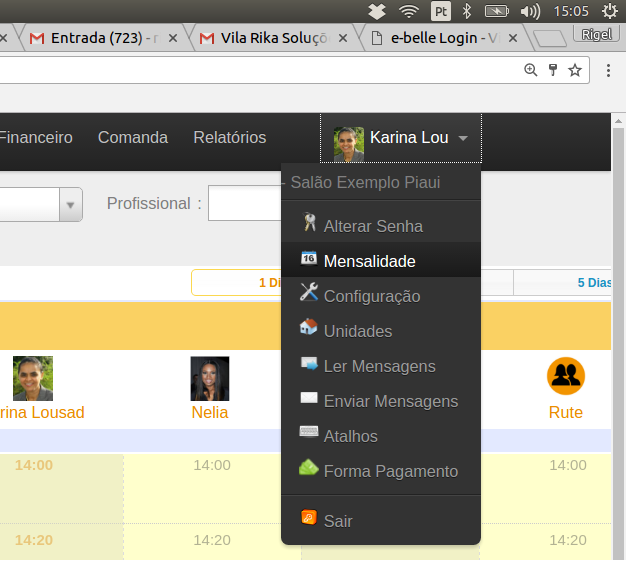 Pt 15:05
Entrada (723) - Vila Rika Soluçõ e-belle Login - V Rigel
Financeiro Comanda Relatórios Karina Lou
- Salão Exemplo Piaui
Profissional :
Alterar Senha
16 Mensalidade
1 Di 5 Dias
Configuração
Unidades
Ler Mensagens
Enviar Mensagens
rina Lousad Nelia Rute
Atalhos
14:00 14:00 14:00
Forma Pagamento
Sair
14:20 14:20 14:20